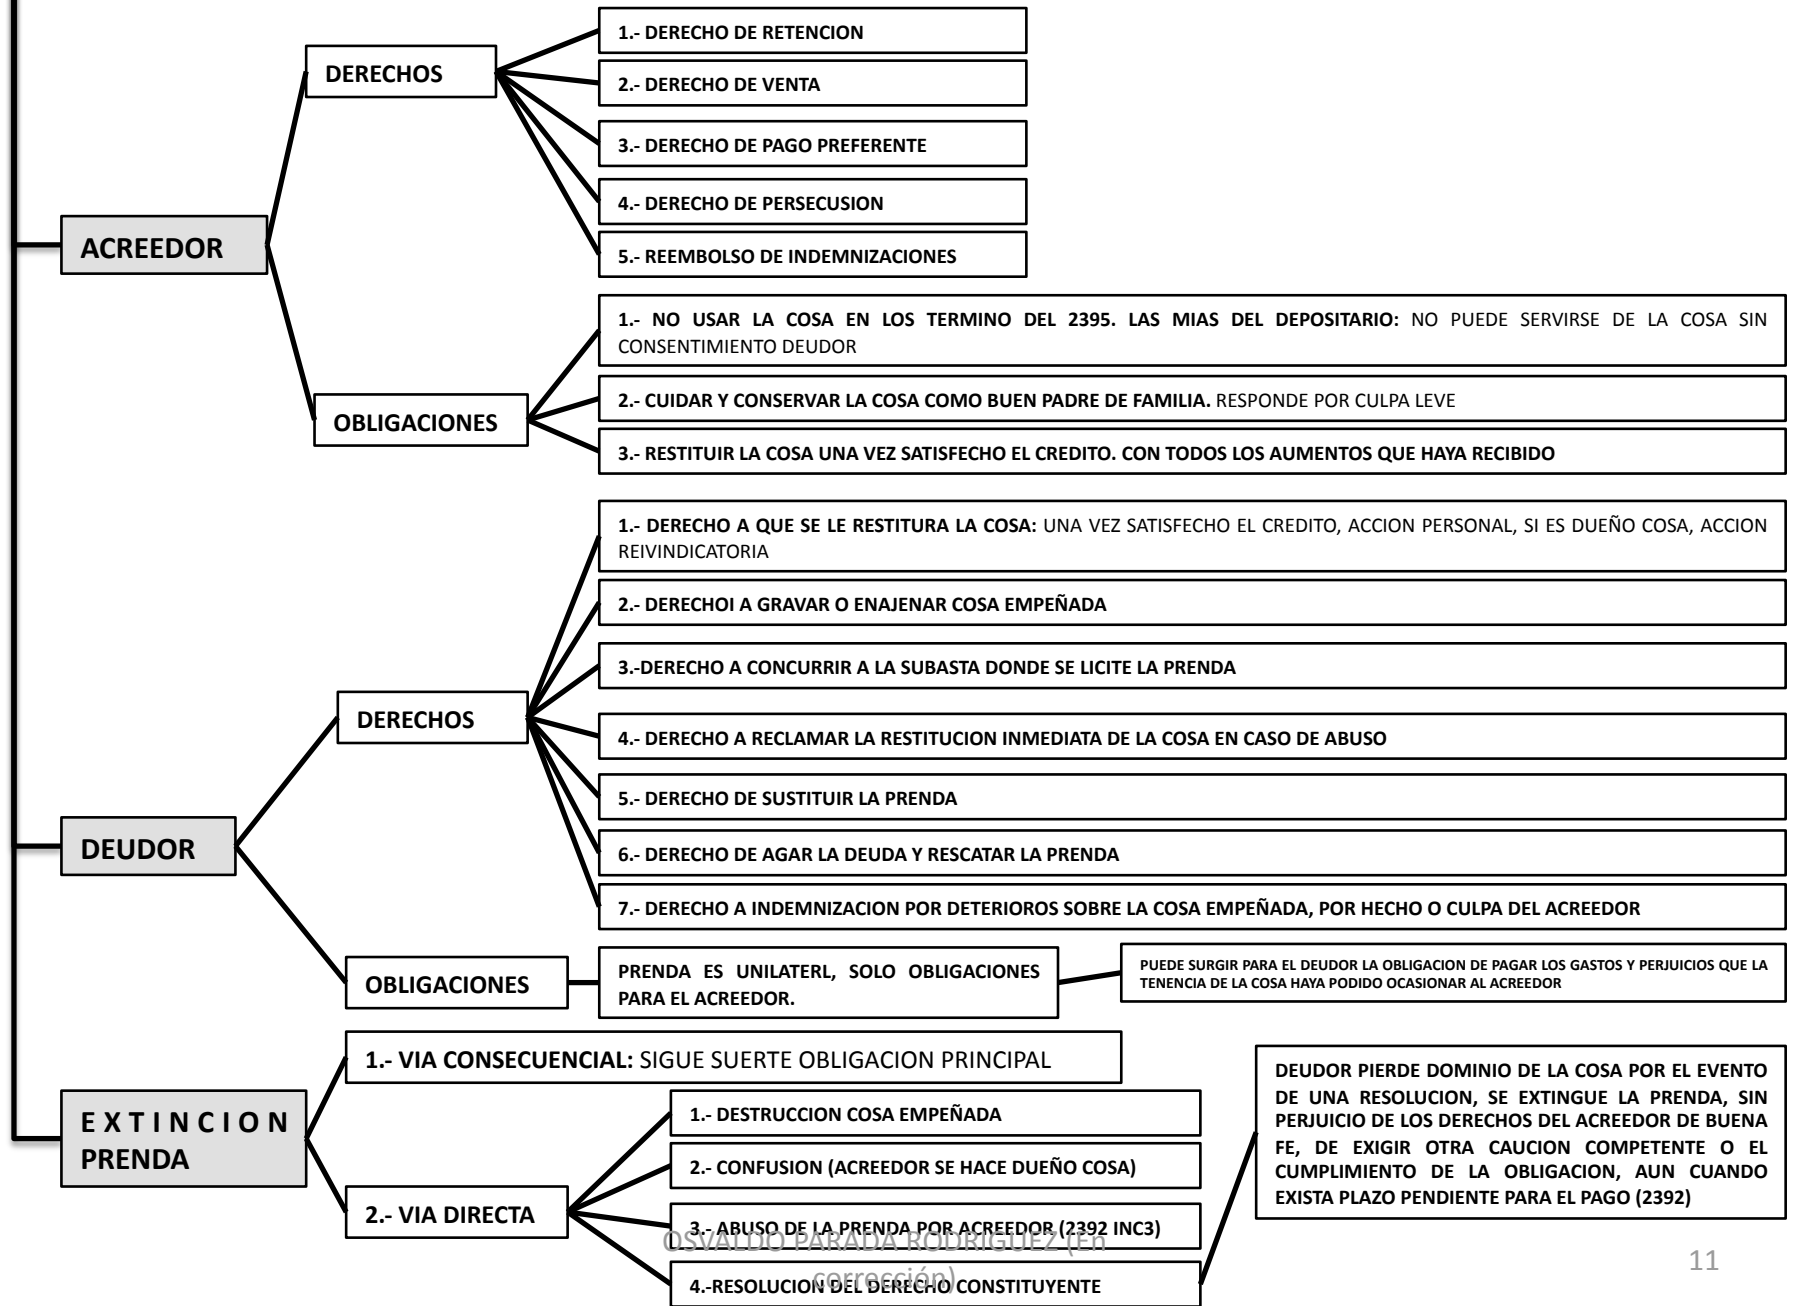 ACREEDOR
DERECHOS
1.- DERECHO DE RETENCION
2.- DERECHO DE VENTA
3.- DERECHO DE PAGO PREFERENTE
4.- DERECHO DE PERSECUSION
5.- REEMBOLSO DE INDEMNIZACIONES
OBLIGACIONES
1.- NO USAR LA COSA EN LOS TERMINO DEL 2395. LAS MIAS DEL DEPOSITARIO: NO PUEDE SERVIRSE DE LA COSA SIN
CONSENTIMIENTO DEUDOR
2.- CUIDAR Y CONSERVAR LA COSA COMO BUEN PADRE DE FAMILIA. RESPONDE POR CULPA LEVE
3.- RESTITUIR LA COSA UNA VEZ SATISFECHO EL CREDITO. CON TODOS LOS AUMENTOS QUE HAYA RECIBIDO
DEUDOR
DERECHOS
1.- DERECHO A QUE SE LE RESTITURA LA COSA: UNA VEZ SATISFECHO EL CREDITO, ACCION PERSONAL, SI ES DUEÑO COSA, ACCION
REIVINDICATORIA
2.- DERECHOI A GRAVAR O ENAJENAR COSA EMPEÑADA
3.-DERECHO A CONCURRIR A LA SUBASTA DONDE SE LICITE LA PRENDA
4.- DERECHO A RECLAMAR LA RESTITUCION INMEDIATA DE LA COSA EN CASO DE ABUSO
5.- DERECHO DE SUSTITUIR LA PRENDA
6.- DERECHO DE AGAR LA DEUDA Y RESCATAR LA PRENDA
7.- DERECHO A INDEMNIZACION POR DETERIOROS SOBRE LA COSA EMPEÑADA, POR HECHO O CULPA DEL ACREEDOR
OBLIGACIONES
PRENDA ES UNILATERL, SOLO OBLIGACIONES
PARA EL ACREEDOR.
PUEDE SURGIR PARA EL DEUDOR LA OBLIGACION DE PAGAR LOS GASTOS Y PERJUICIOS QUE LA
TENENCIA DE LA COSA HAYA PODIDO OCASIONAR AL ACREEDOR
EXTINCION
PRENDA
1.- VIA CONSECUENCIAL: SIGUE SUERTE OBLIGACION PRINCIPAL
2.- VIA DIRECTA
1.- DESTRUCCION COSA EMPEÑADA
2.- CONFUSION (ACREEDOR SE HACE DUEÑO COSA)
3.- ABUSO DE LA PRENDA POR ACREEDOR (2392 INC3)
4.-RESOLUCION DEL DERECHO CONSTITUYENTE
DEUDOR PIERDE DOMINIO DE LA COSA POR EL EVENTO
DE UNA RESOLUCION, SE EXTINGUE LA PRENDA, SIN
PERJUICIO DE LOS DERECHOS DEL ACREEDOR DE BUENA
FE, DE EXIGIR OTRA CAUCION COMPETENTE O EL
CUMPLIMIENTO DE LA OBLIGACION, AUN CUANDO
EXISTA PLAZO PENDIENTE PARA EL PAGO (2392)
OSVALDO PARADA RODRIGUEZ (En
corrección)
11